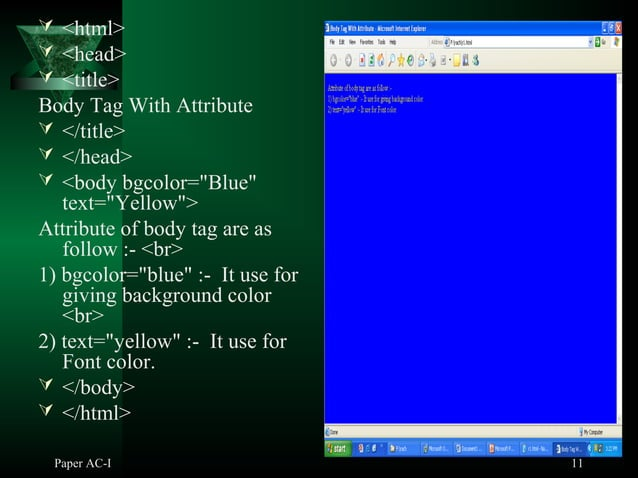 <html>
<head>
<title>
Body Tag With Attribute
</title>
</head>
<body bgcolor="Blue"
text="Yellow">
Attribute of body tag are as
follow :- <br>
1) bgcolor="blue" :- It use for
giving background color
<br>
2) text="yellow" :- It use for
Font color.
</body>
</html>
Paper AC-I
Body Tag With Attribute - Microsoft Internet Explorer
File Edit View Favorites Tools Help
Address
Go
Attribute of body tag are as follow :-
1) bgcolor="blue" :- It use for giving background color
2) text="yellow" :- It use for Font color.
Done
My Computer
start
11